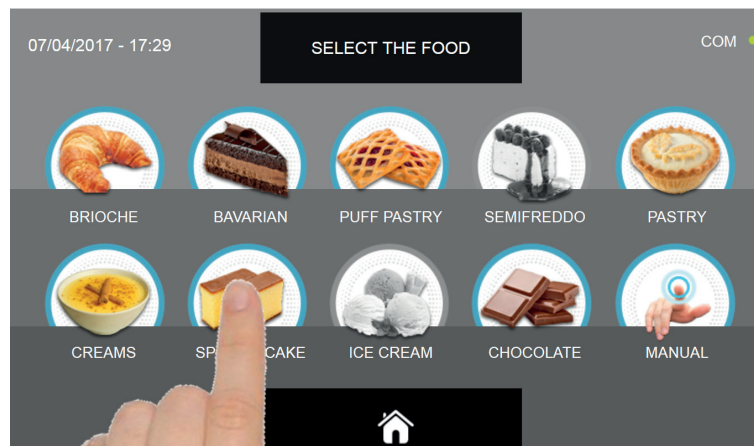 07/04/2017 - 17:29
SELECT THE FOOD
COM
BRIOCHE
BAVARIAN
PUFF PASTRY
SEMIFREDDO
PASTRY
CREAMS
SP CAKE
ICE CREAM
CHOCOLATE
MANUAL